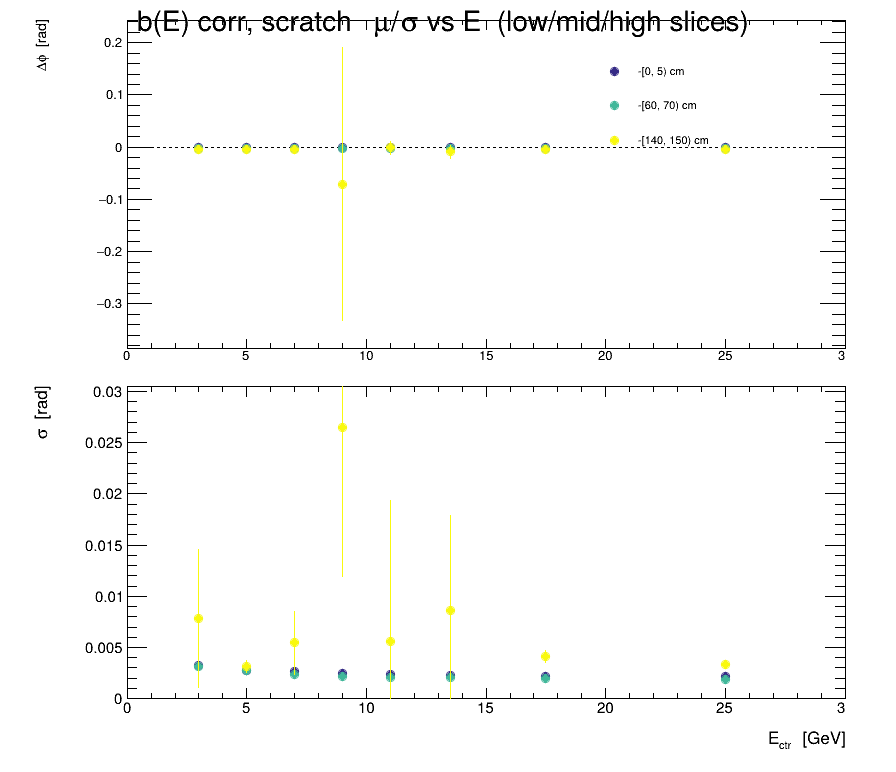 b(E) corr, scratch μ/σ vs E (low/mid/high slices)
Δϕ [rad]
0.2
0.1
0
−0.1
−0.2
−0.3
-[0, 5) cm
-[60, 70) cm
-[140, 150) cm
0 5 10 15 20 25 3
σ [rad]
0.03
0.025
0.02
0.015
0.01
0.005
0
0 5 10 15 20 25 3
E_ctr [GeV]